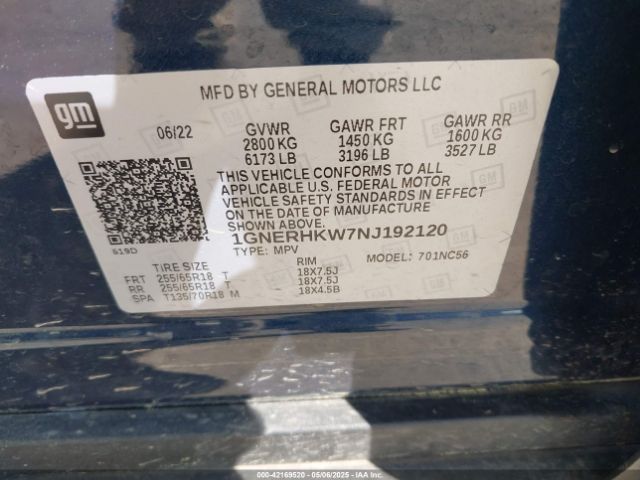 gm
MFD BY GENERAL MOTORS LLC
06/22 GVWR GAWR FRT GAWR RR
2800 KG 1450 KG 1600 KG
6173 LB 3196 LB 3527 LB
THIS VEHICLE CONFORMS TO ALL
APPLICABLE U.S. FEDERAL MOTOR
VEHICLE SAFETY STANDARDS IN EFFECT
ON THE DATE OF MANUFACTURE
SHOWN ABOVE.
1GNERHKW7NJ192120
TYPE: MPV MODEL: 701NC56
619D
TIRE SIZE RIM
FRT 255/65R18 T 18X7.5J
RR 255/65R18 T 18X7.5J
SPA T135/70R18 M 18X4.5B
000-42169520 - 05/06/2025 - IAAI.COM